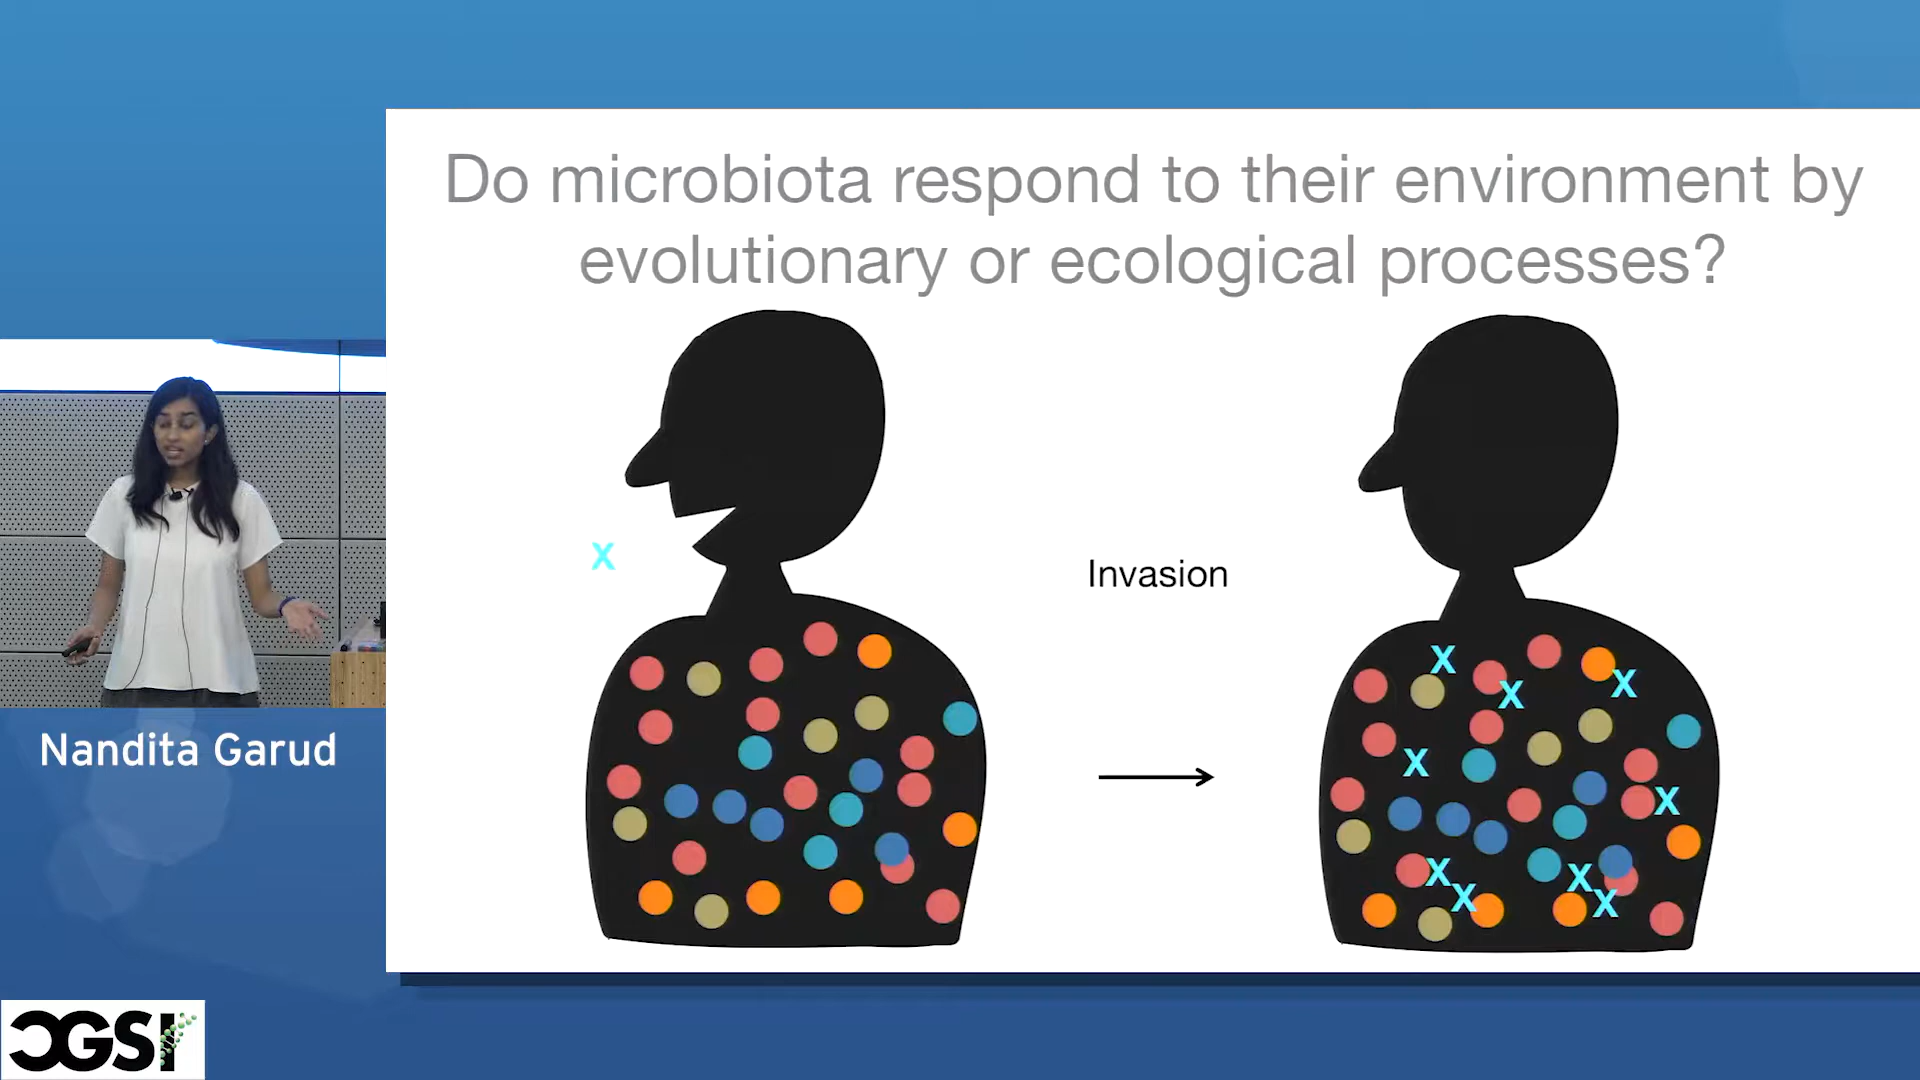 Do microbiota respond to their environment by
evolutionary or ecological processes?
x
Invasion
x
x
x
x
x
x
x
x
x
Nandita Garud
CGSI